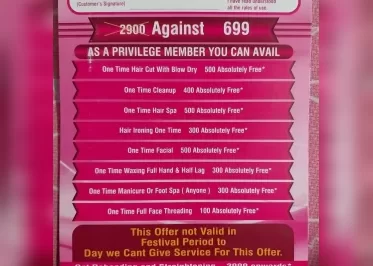 (Customer's Signature)
I have read understand
all the rules of use.
2900 Against 699
AS A PRIVILEGE MEMBER YOU CAN AVAIL
One Time Hair Cut With Blow Dry 500 Absolutely Free*
One Time Cleanup 400 Absolutely Free*
One Time Hair Spa 500 Absolutely Free*
Hair Ironing One Time 300 Absolutely Free*
One Time Facial 500 Absolutely Free*
One Time Waxing Full Hand & Half Lag 300 Absolutely Free*
One Time Manicure Or Foot Spa ( Anyone ) 300 Absolutely Free*
One Time Full Face Threading 100 Absolutely Free*
This Offer not Valid in
Festival Period to
Day we Cant Give Service For This Offer.